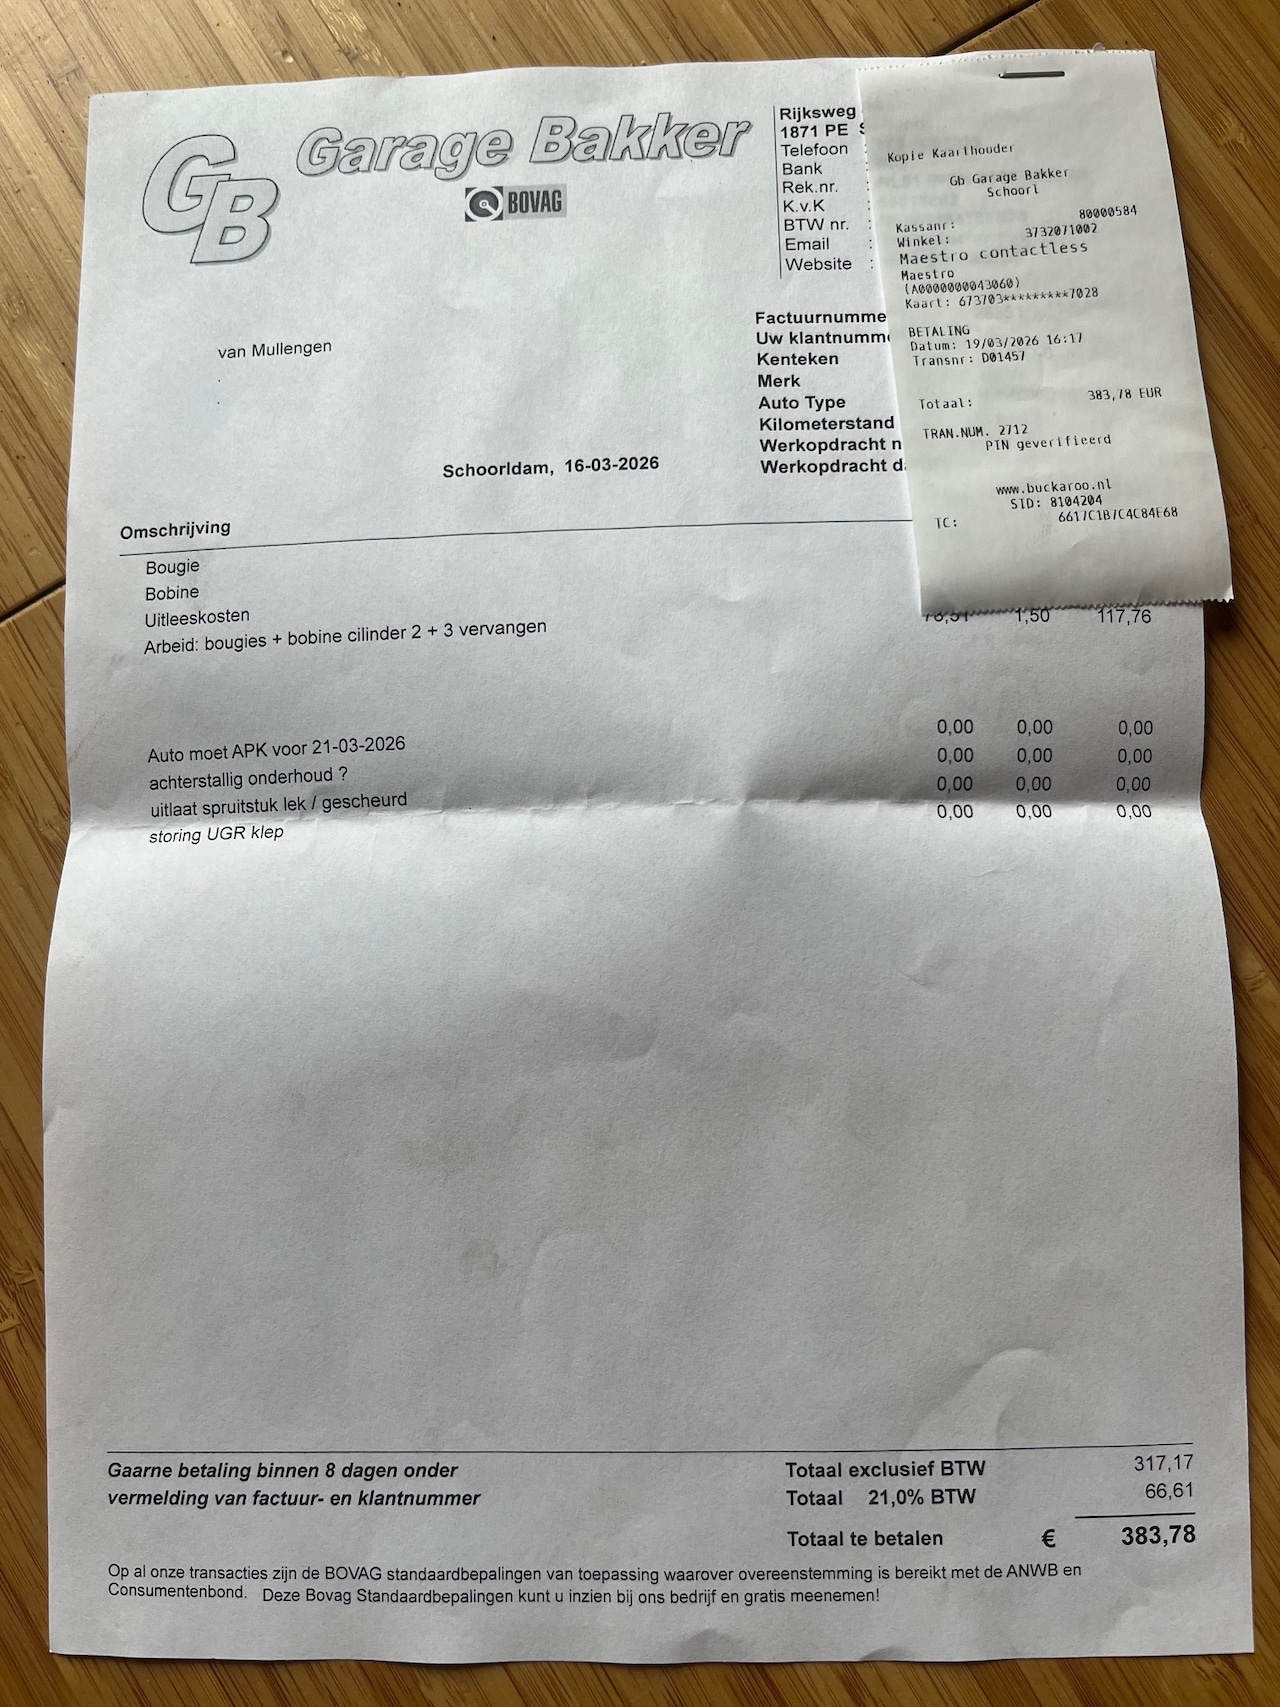 GB
Garage Bakker
BOVAG
Rijksweg
1871 PE
Telefoon
Bank
Rek.nr. :
K.v.K :
BTW nr. :
Email :
Website :
Factuurnumme
Uw klantnumm
Kenteken
Merk
Auto Type
Kilometerstand
Werkopdracht n
Werkopdracht d
van Mullengen
.
.
Schoorldam, 16-03-2026
Kopie Kaarthouder
Gb Garage Bakker
Schoorl
Kassanr: 80000584
Winkel: 3732071002
Maestro contactless
Maestro
(A0000000043060)
Kaart: 673703*********7028
BETALING
Datum: 19/03/2026 16:17
Transnr: D01457
Totaal: 383,78 EUR
TRAN.NUM. 2712
PIN geverifieerd
www.buckaroo.nl
STD: 8104204
TC: 6617C1B7C4C84F68
Omschrijving
Bougie
Bobine
Uitleeskosten
Arbeid: bougies + bobine cilinder 2 + 3 vervangen 1,50 117,76
Auto moet APK voor 21-03-2026 0,00 0,00 0,00
achterstallig onderhoud ? 0,00 0,00 0,00
uitlaat spruitstuk lek / gescheurd 0,00 0,00 0,00
storing UGR klep 0,00 0,00 0,00
Gaarne betaling binnen 8 dagen onder
vermelding van factuur- en klantnummer
Totaal exclusief BTW 317,17
Totaal 21,0% BTW 66,61
Totaal te betalen € 383,78
Op al onze transacties zijn de BOVAG standaardbepalingen van toepassing waarover overeenstemming is bereikt met de ANWB en
Consumentenbond. Deze Bovag Standaardbepalingen kunt u inzien bij ons bedrijf en gratis meenemen!